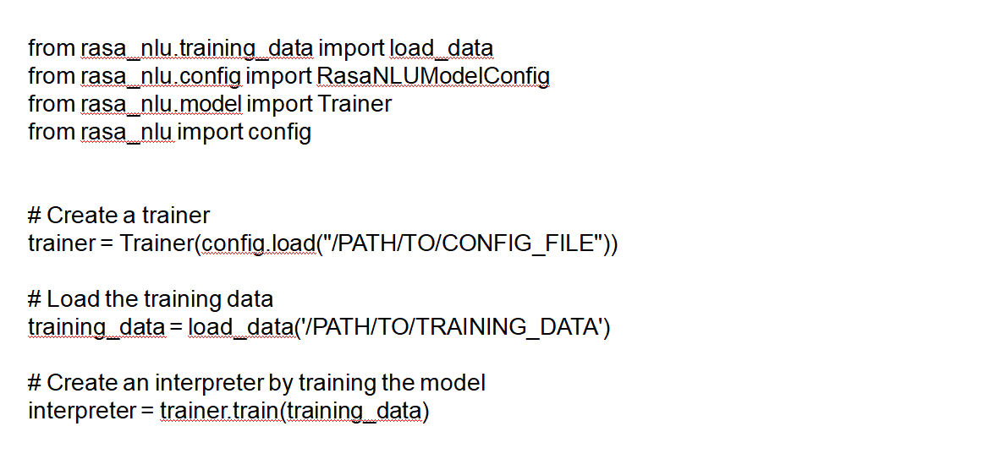 from rasa_nlu.training_data import load_data
from rasa_nlu.config import RasaNLUModelConfig
from rasa_nlu.model import Trainer
from rasa_nlu import config
# Create a trainer
trainer = Trainer(config.load("/PATH/TO/CONFIG_FILE"))
# Load the training data
training_data = load_data('/PATH/TO/TRAINING_DATA')
# Create an interpreter by training the model
interpreter = trainer.train(training_data)